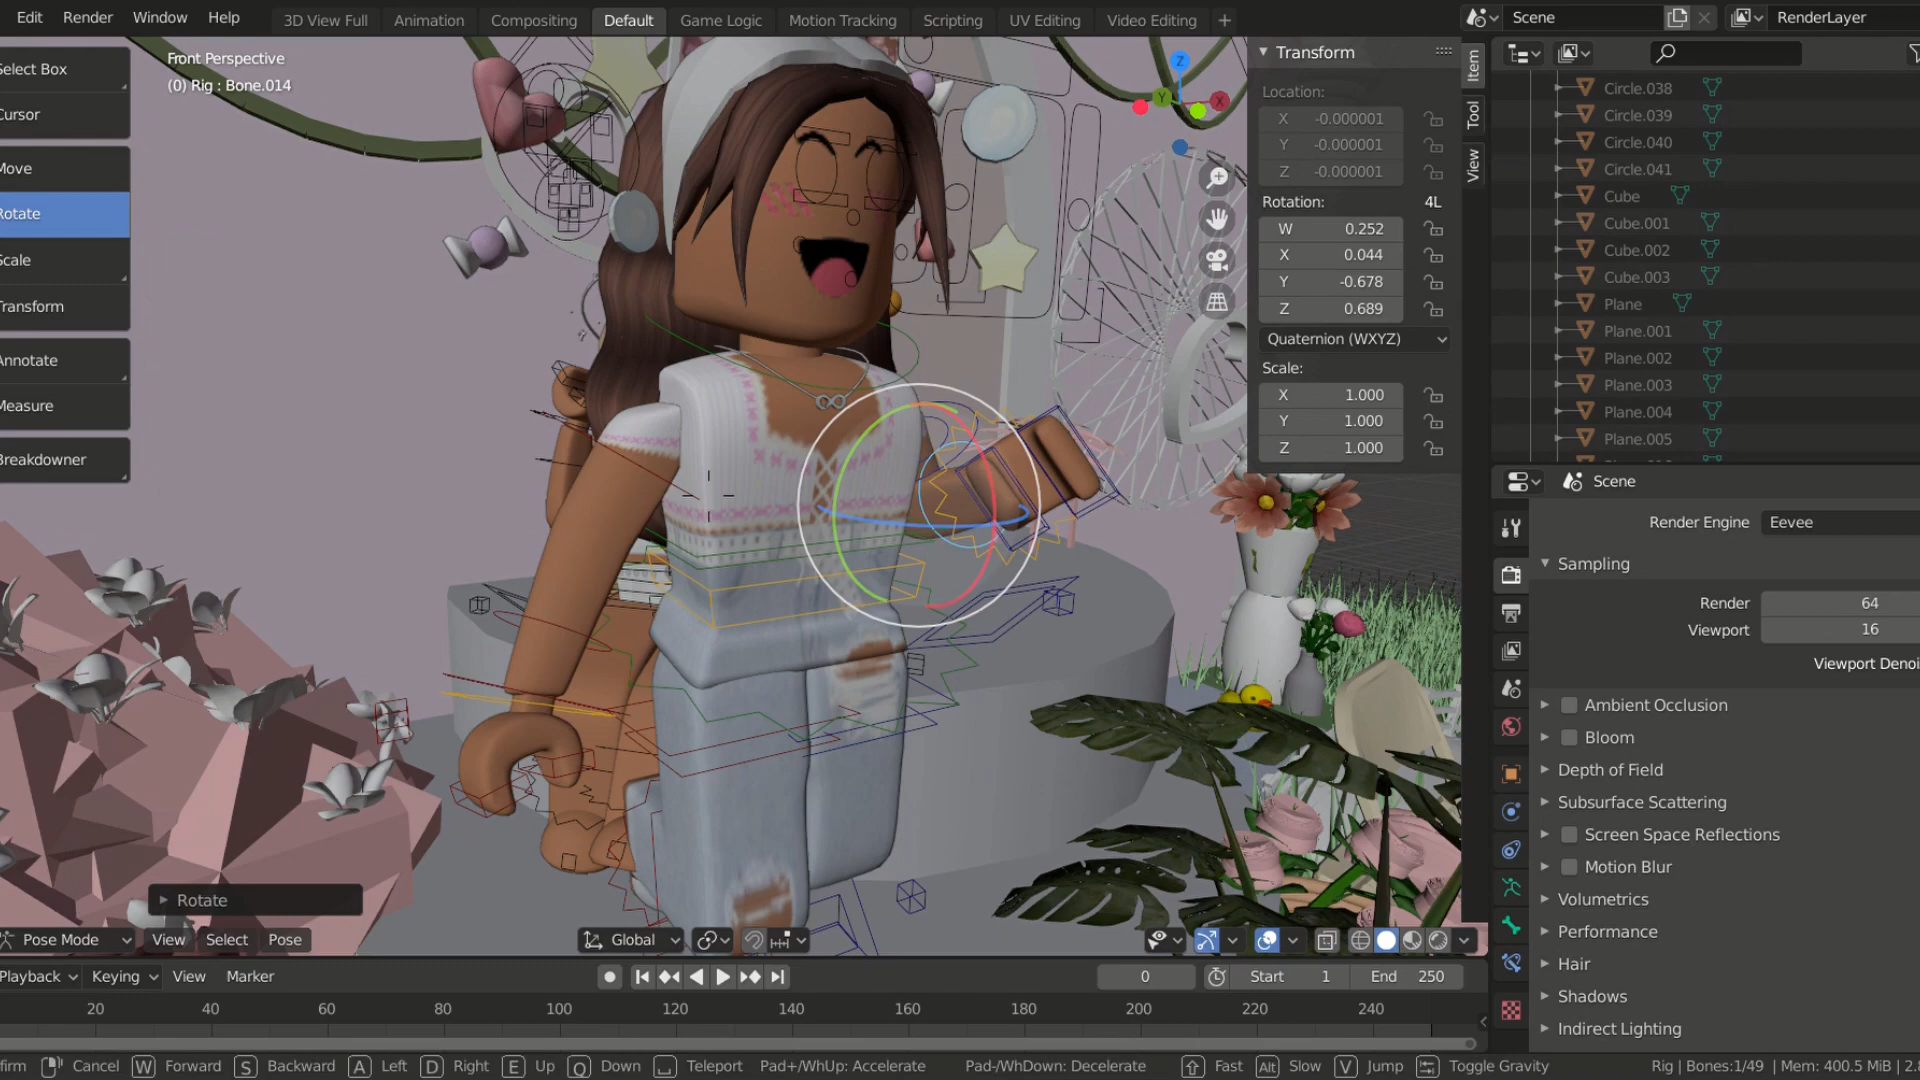 Edit Render Window Help 3D View Full Animation Compositing Default Game Logic Motion Tracking Scripting UV Editing Video Editing + Scene RenderLayer
Select Box
Cursor
Move
Rotate
Scale
Transform
Annotate
Measure
Breakdowner
Front Perspective
(0) Rig : Bone.014
Z
Y
X
Transform
Location:
X -0.000001
Y -0.000001
Z -0.000001
Rotation: 4L
W 0.252
X 0.044
Y -0.678
Z 0.689
Quaternion (WXYZ)
Scale:
X 1.000
Y 1.000
Z 1.000
Item
Tool
View
Circle.038
Circle.039
Circle.040
Circle.041
Cube
Cube.001
Cube.002
Cube.003
Plane
Plane.001
Plane.002
Plane.003
Plane.004
Plane.005
Scene
Render Engine Eevee
Sampling
Render 64
Viewport 16
Viewport Denoi
Ambient Occlusion
Bloom
Depth of Field
Subsurface Scattering
Screen Space Reflections
Motion Blur
Volumetrics
Performance
Hair
Shadows
Indirect Lighting
Rotate
Pose Mode View Select Pose Global
Playback Keying View Marker 0 Start 1 End 250
20 40 60 80 100 120 140 160 180 200 220 240
firm Cancel W Forward S Backward A Left D Right E Up Q Down Teleport Pad+/WhUp: Accelerate Pad-/WhDown: Decelerate Fast Alt Slow V Jump Toggle Gravity Rig | Bones:1/49 | Mem: 400.5 MiB | 2.